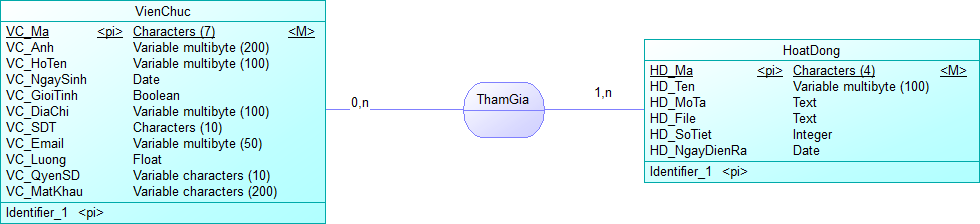 VienChuc
VC_Ma <pi> Characters (7) <M>
VC_Anh Variable multibyte (200)
VC_HoTen Variable multibyte (100)
VC_NgaySinh Date
VC_GioiTinh Boolean
VC_DiaChi Variable multibyte (100)
VC_SDT Characters (10)
VC_Email Variable multibyte (50)
VC_Luong Float
VC_QyenSD Variable characters (10)
VC_MatKhau Variable characters (200)
Identifier_1 <pi>
0,n
ThamGia
1,n
HoatDong
HD_Ma <pi> Characters (4) <M>
HD_Ten Variable multibyte (100)
HD_MoTa Text
HD_File Text
HD_SoTiet Integer
HD_NgayDienRa Date
Identifier_1 <pi>